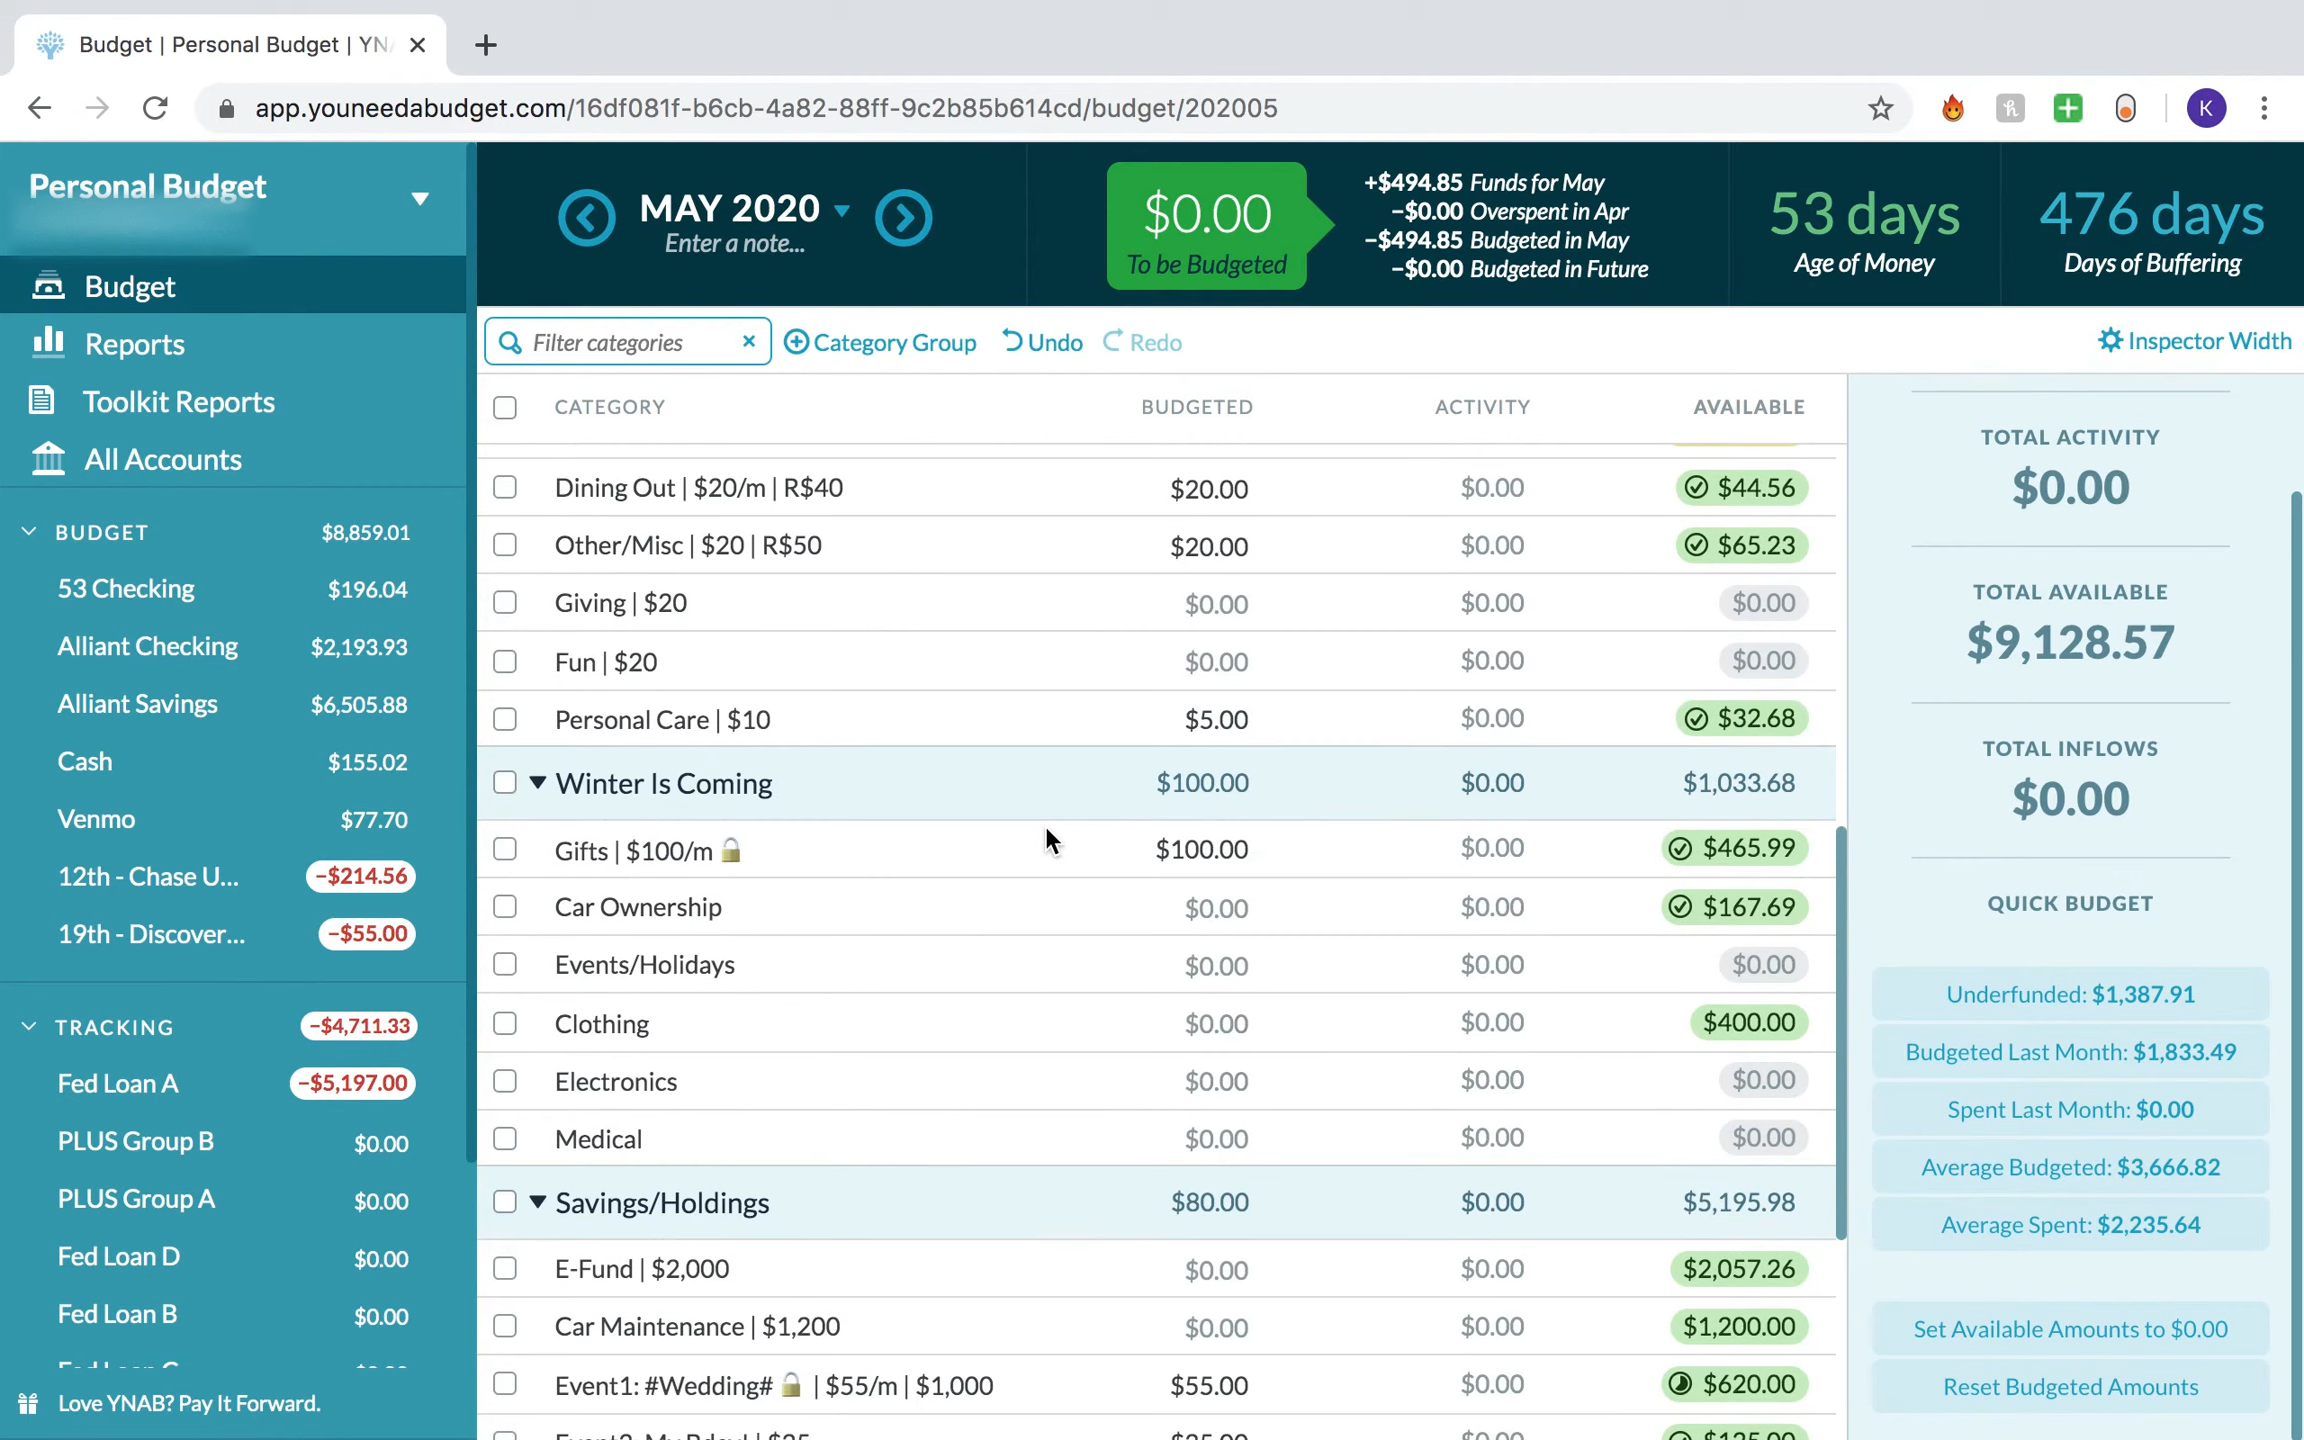 Budget | Personal Budget | YN
app.youneedabudget.com/16df081f-b6cb-4a82-88ff-9c2b85b614cd/budget/202005
K
Personal Budget
Budget
Reports
Toolkit Reports
All Accounts
BUDGET $8,859.01
53 Checking $196.04
Alliant Checking $2,193.93
Alliant Savings $6,505.88
Cash $155.02
Venmo $77.70
12th - Chase U... -$214.56
19th - Discover... -$55.00
TRACKING -$4,711.33
Fed Loan A -$5,197.00
PLUS Group B $0.00
PLUS Group A $0.00
Fed Loan D $0.00
Fed Loan B $0.00
Love YNAB? Pay It Forward.
MAY 2020
Enter a note...
$0.00
To be Budgeted
+$494.85 Funds for May
-$0.00 Overspent in Apr
-$494.85 Budgeted in May
-$0.00 Budgeted in Future
53 days
Age of Money
476 days
Days of Buffering
Filter categories
Category Group
Undo
Redo
Inspector Width
CATEGORY BUDGETED ACTIVITY AVAILABLE
Dining Out | $20/m | R$40 $20.00 $0.00 $44.56
Other/Misc | $20 | R$50 $20.00 $0.00 $65.23
Giving | $20 $0.00 $0.00 $0.00
Fun | $20 $0.00 $0.00 $0.00
Personal Care | $10 $5.00 $0.00 $32.68
Winter Is Coming $100.00 $0.00 $1,033.68
Gifts | $100/m $100.00 $0.00 $465.99
Car Ownership $0.00 $0.00 $167.69
Events/Holidays $0.00 $0.00 $0.00
Clothing $0.00 $0.00 $400.00
Electronics $0.00 $0.00 $0.00
Medical $0.00 $0.00 $0.00
Savings/Holdings $80.00 $0.00 $5,195.98
E-Fund | $2,000 $0.00 $0.00 $2,057.26
Car Maintenance | $1,200 $0.00 $0.00 $1,200.00
Event1: #Wedding# | $55/m | $1,000 $55.00 $0.00 $620.00
TOTAL ACTIVITY
$0.00
TOTAL AVAILABLE
$9,128.57
TOTAL INFLOWS
$0.00
QUICK BUDGET
Underfunded: $1,387.91
Budgeted Last Month: $1,833.49
Spent Last Month: $0.00
Average Budgeted: $3,666.82
Average Spent: $2,235.64
Set Available Amounts to $0.00
Reset Budgeted Amounts